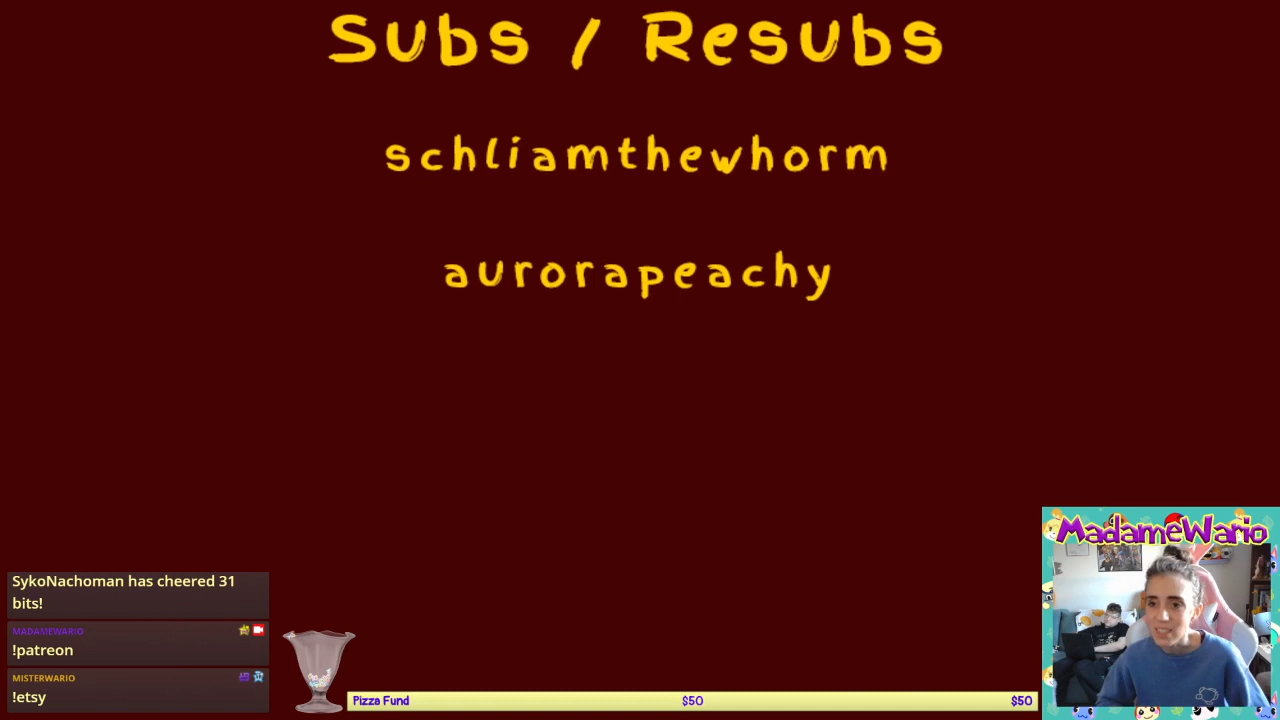 Subs / Resubs
schliamthewhorm
aurorapeachy
SykoNachoman has cheered 31
bits!
MADAMEWARIO
!patreon
MISTERWARIO
!etsy
Pizza Fund $50 $50
MadameWario